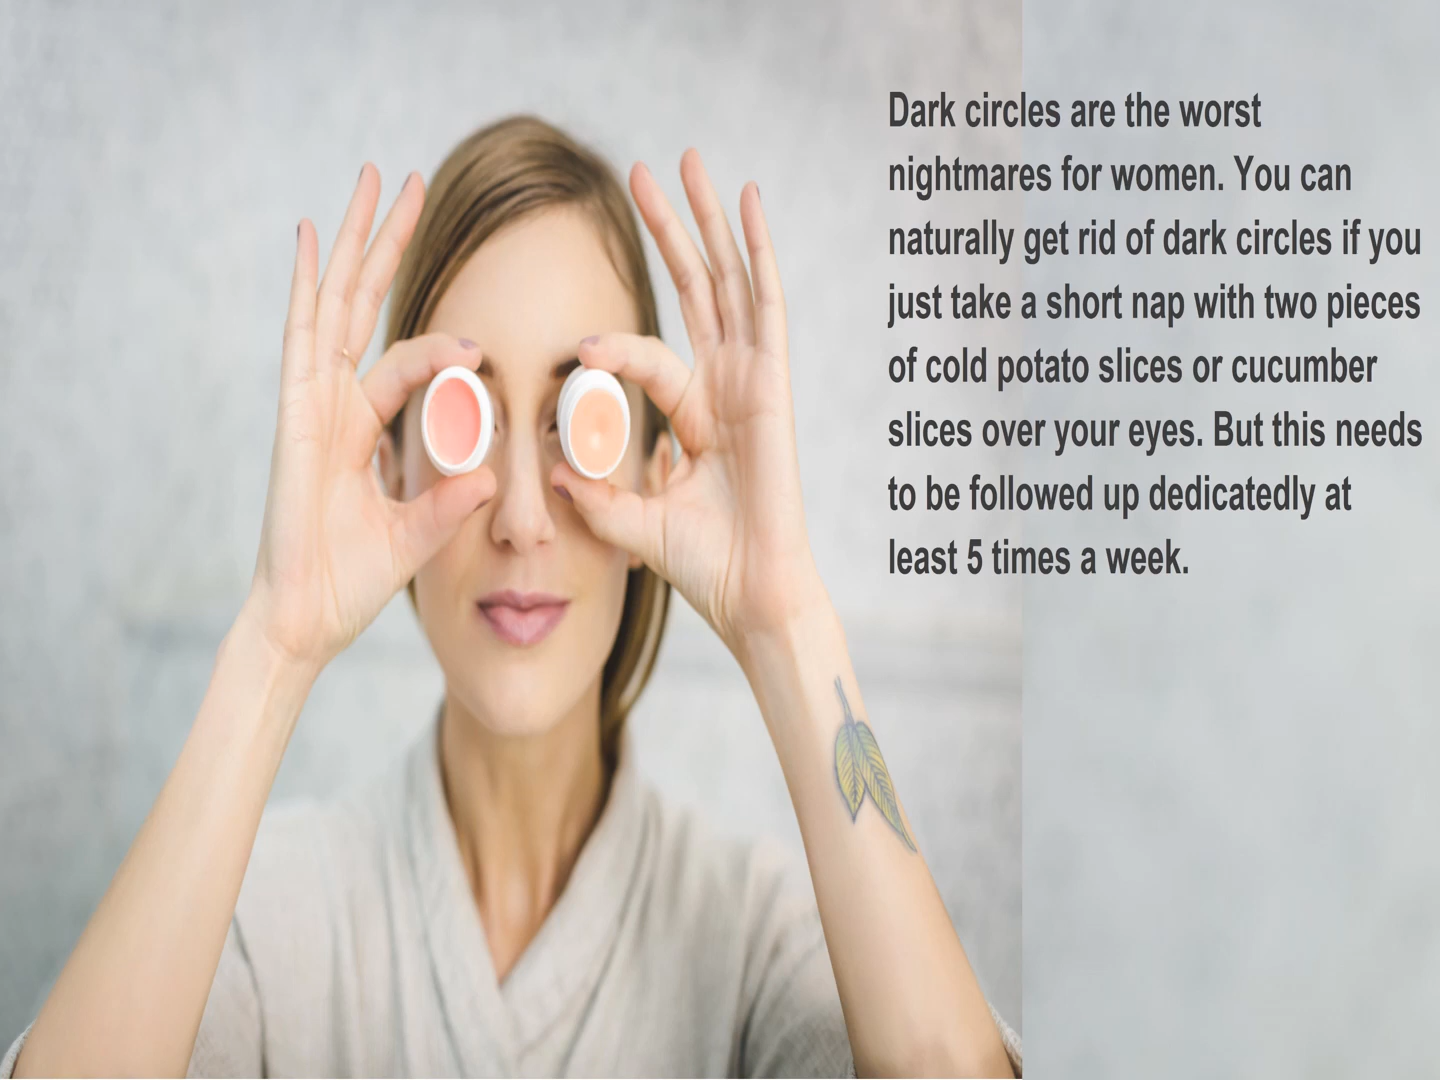 Dark circles are the worst
nightmares for women. You can
naturally get rid of dark circles if you
just take a short nap with two pieces
of cold potato slices or cucumber
slices over your eyes. But this needs
to be followed up dedicatedly at
least 5 times a week.